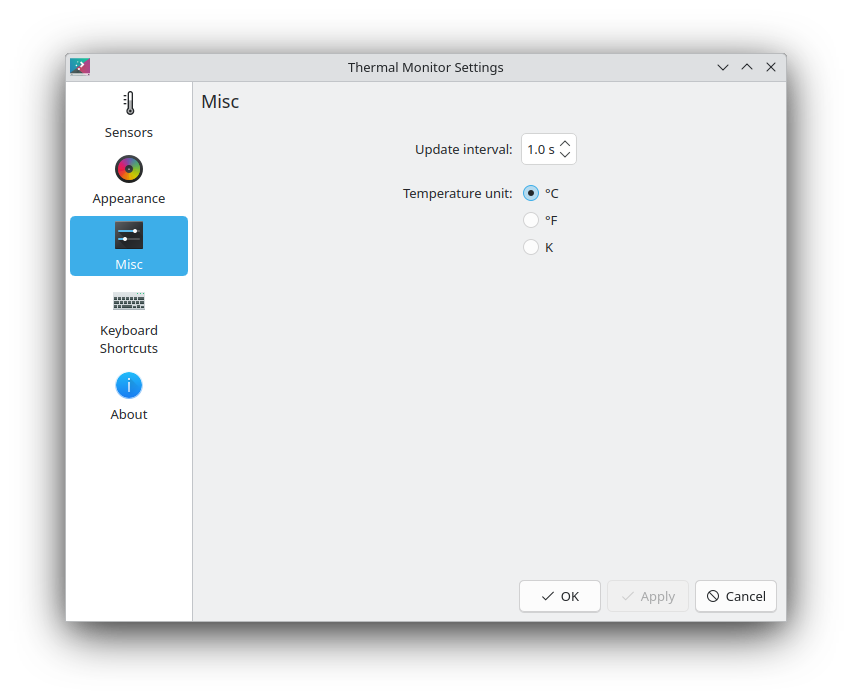 Thermal Monitor Settings
Sensors
Appearance
Misc
Keyboard
Shortcuts
About
Misc
Update interval: 1.0 s
Temperature unit: °C
°F
K
OK Apply Cancel